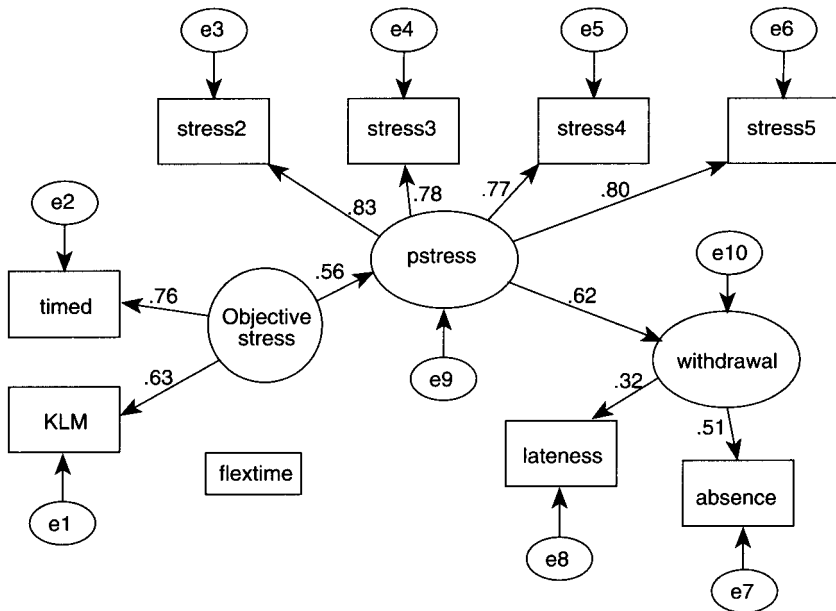 e3
e4
e5
e6
stress2
stress3
stress4
stress5
e2
.83
.78
.77
.80
e10
timed
.76
Objective
stress
.56
pstress
.62
withdrawal
.63
e9
.32
KLM
.51
flextime
lateness
absence
e1
e8
e7